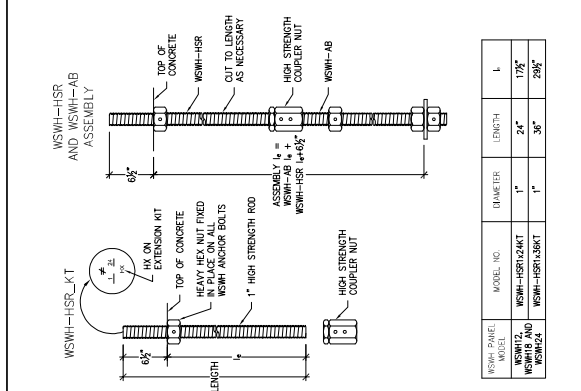 WSWH-HSR_KT
≠
1 24
HX
HX ON
EXTENSION KIT
TOP OF CONCRETE
HEAVY HEX NUT FIXED
IN PLACE ON ALL
WSWH ANCHOR BOLTS
1" HIGH STRENGTH ROD
HIGH STRENGTH
COUPLER NUT
6½"
le
LENGTH
WSWH-HSR
AND WSWH-AB
ASSEMBLY
6½"
TOP OF
CONCRETE
WSWH-HSR
CUT TO LENGTH
AS NECESSARY
HIGH STRENGTH
COUPLER NUT
WSWH-AB
ASSEMBLY le =
WSWH-AB le +
WSWH-HSR le+6½"
WSWH PANEL MODEL | MODEL NO. | DIAMETER | LENGTH | le
WSWH12, WSWH18 AND WSWH24 | WSWH-HSR1x24KT | 1" | 24" | 17½"
WSWH-HSR1x36KT | 1" | 36" | 29½"